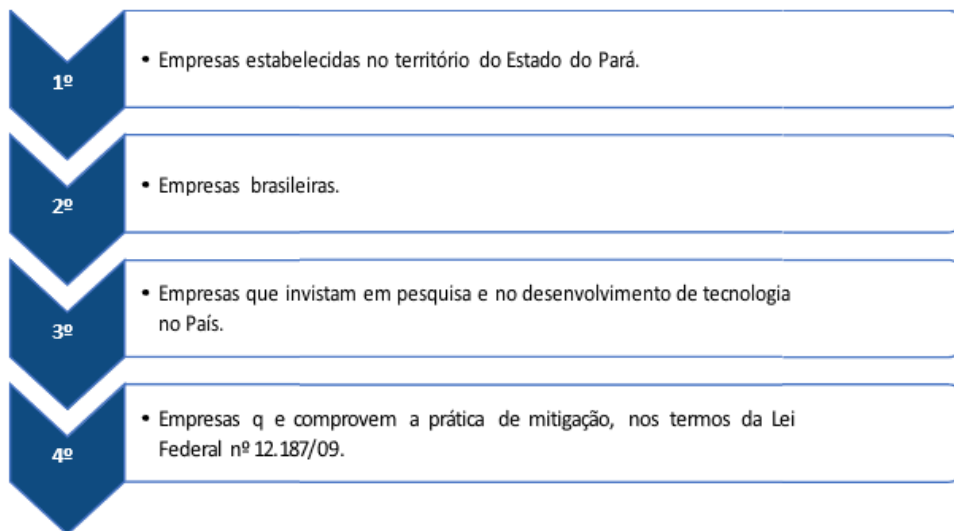 1º
• Empresas estabelecidas no território do Estado do Pará.
2º
• Empresas brasileiras.
3º
• Empresas que invistam em pesquisa e no desenvolvimento de tecnologia
no País.
4º
• Empresas q e comprovem a prática de mitigação, nos termos da Lei
Federal nº 12.187/09.